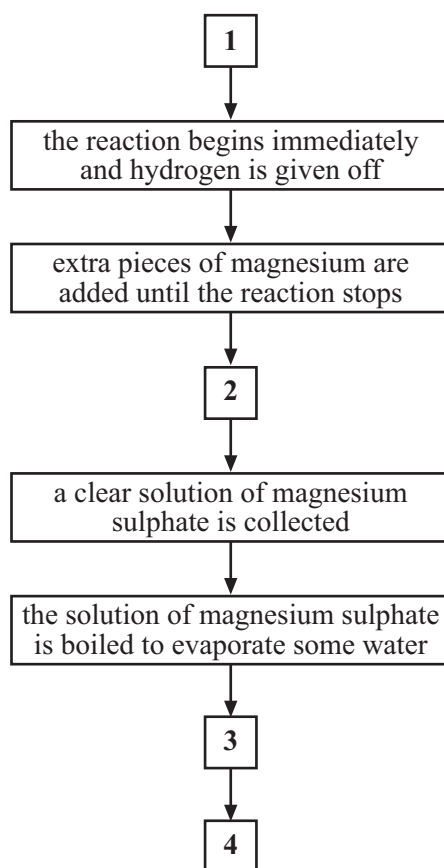 1
the reaction begins immediately
and hydrogen is given off
extra pieces of magnesium are
added until the reaction stops
2
a clear solution of magnesium
sulphate is collected
the solution of magnesium sulphate
is boiled to evaporate some water
3
4